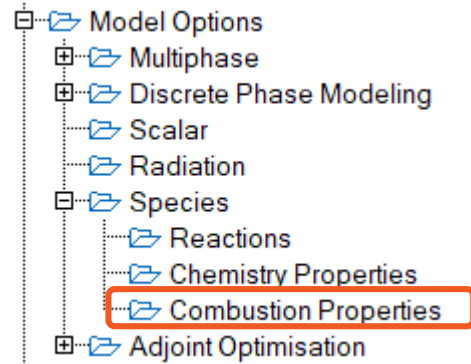 Model Options
Multiphase
Discrete Phase Modeling
Scalar
Radiation
Species
Reactions
Chemistry Properties
Combustion Properties
Adjoint Optimisation